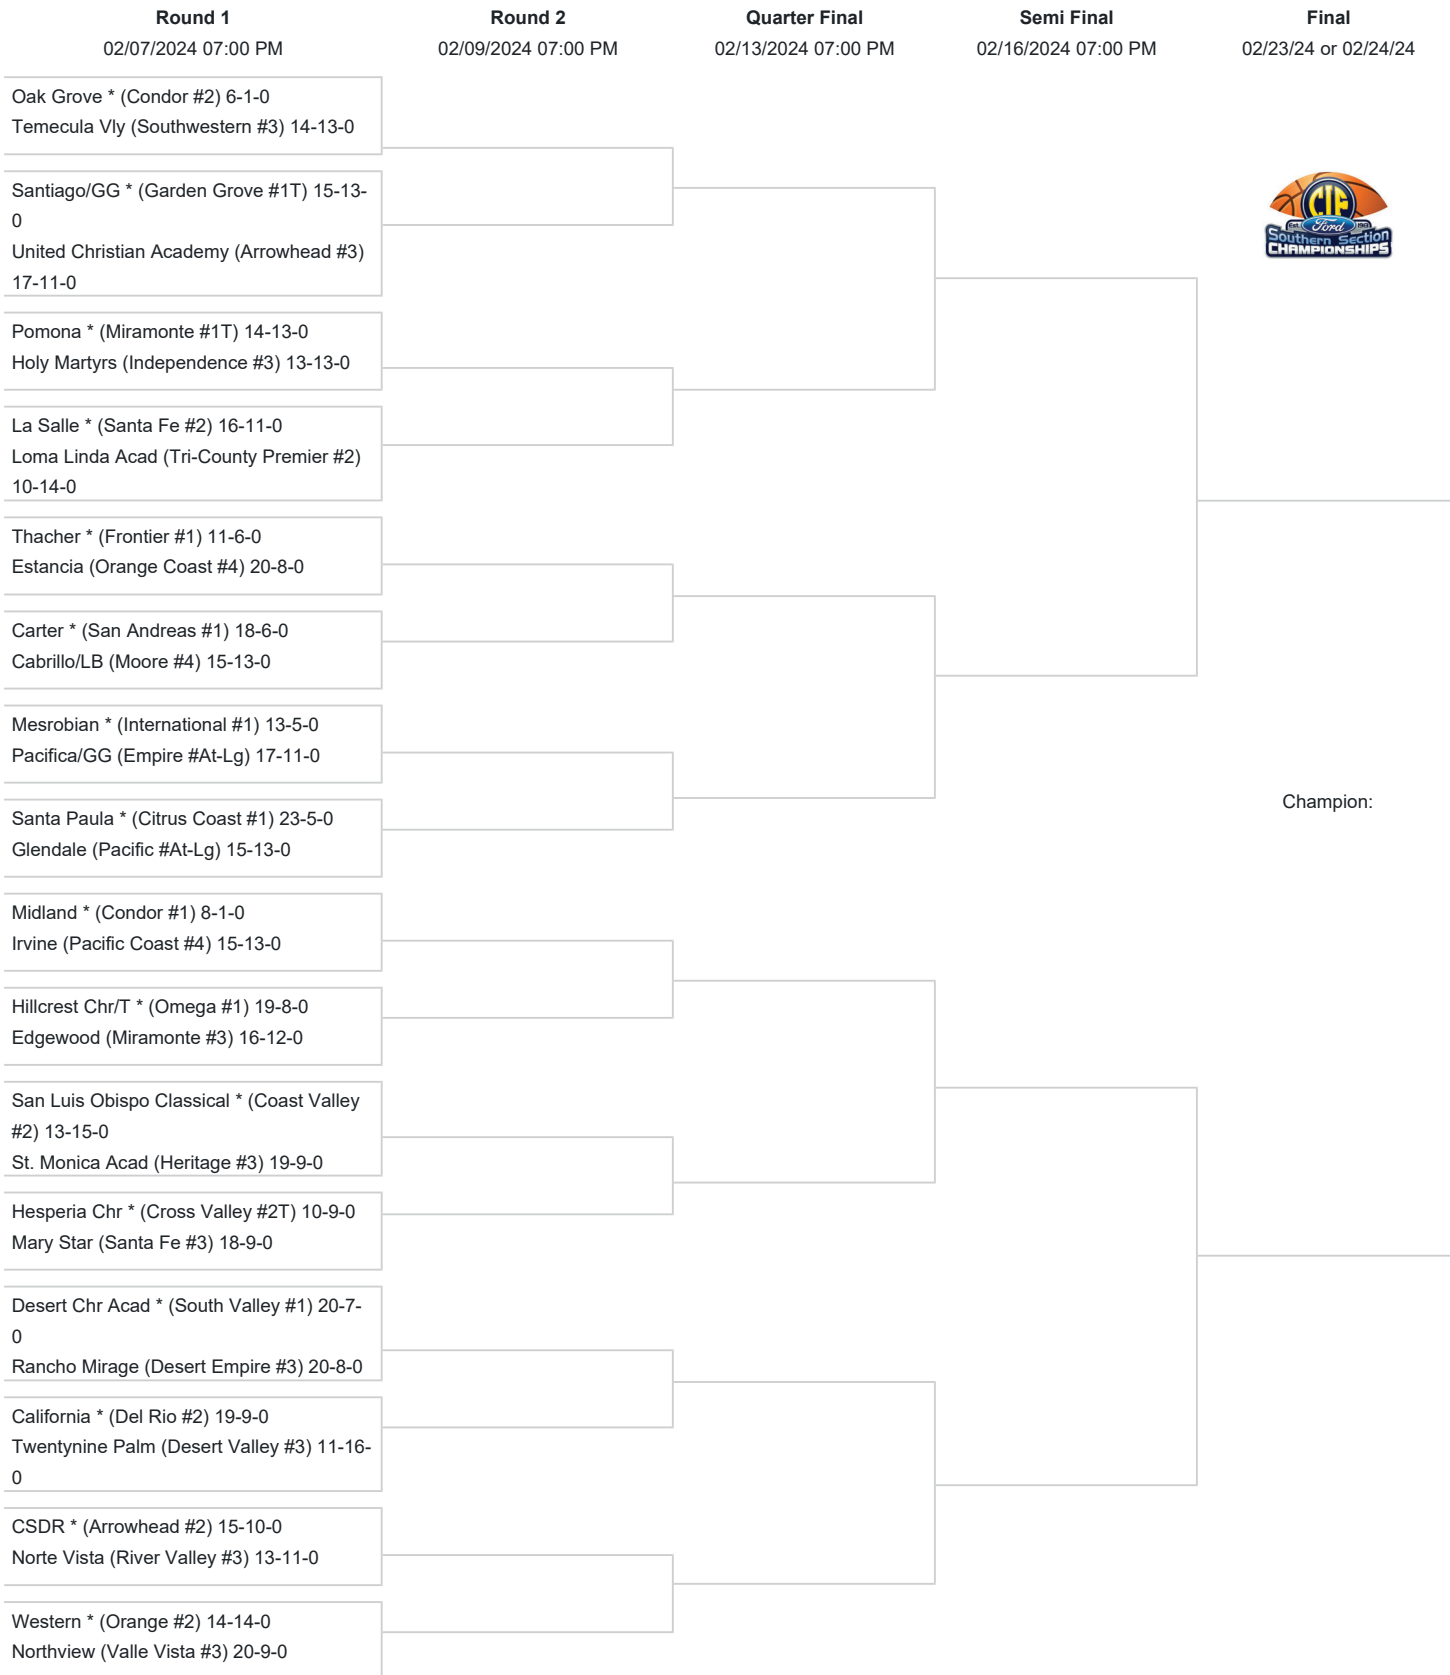 Round 1
Round 2
Quarter Final
Semi Final
Final
02/07/2024 07:00 PM
02/09/2024 07:00 PM
02/13/2024 07:00 PM
02/16/2024 07:00 PM
02/23/24 or 02/24/24
Oak Grove * (Condor #2) 6-1-0
Temecula Vly (Southwestern #3) 14-13-0
Santiago/GG * (Garden Grove #1T) 15-13-
0
United Christian Academy (Arrowhead #3)
17-11-0
CIF
Est. 1913
Ford
Southern Section
CHAMPIONSHIPS
Pomona * (Miramonte #1T) 14-13-0
Holy Martyrs (Independence #3) 13-13-0
La Salle * (Santa Fe #2) 16-11-0
Loma Linda Acad (Tri-County Premier #2)
10-14-0
Thacher * (Frontier #1) 11-6-0
Estancia (Orange Coast #4) 20-8-0
Carter * (San Andreas #1) 18-6-0
Cabrillo/LB (Moore #4) 15-13-0
Mesrobian * (International #1) 13-5-0
Pacifica/GG (Empire #At-Lg) 17-11-0
Champion:
Santa Paula * (Citrus Coast #1) 23-5-0
Glendale (Pacific #At-Lg) 15-13-0
Midland * (Condor #1) 8-1-0
Irvine (Pacific Coast #4) 15-13-0
Hillcrest Chr/T * (Omega #1) 19-8-0
Edgewood (Miramonte #3) 16-12-0
San Luis Obispo Classical * (Coast Valley
#2) 13-15-0
St. Monica Acad (Heritage #3) 19-9-0
Hesperia Chr * (Cross Valley #2T) 10-9-0
Mary Star (Santa Fe #3) 18-9-0
Desert Chr Acad * (South Valley #1) 20-7-
0
Rancho Mirage (Desert Empire #3) 20-8-0
California * (Del Rio #2) 19-9-0
Twentynine Palm (Desert Valley #3) 11-16-
0
CSDR * (Arrowhead #2) 15-10-0
Norte Vista (River Valley #3) 13-11-0
Western * (Orange #2) 14-14-0
Northview (Valle Vista #3) 20-9-0